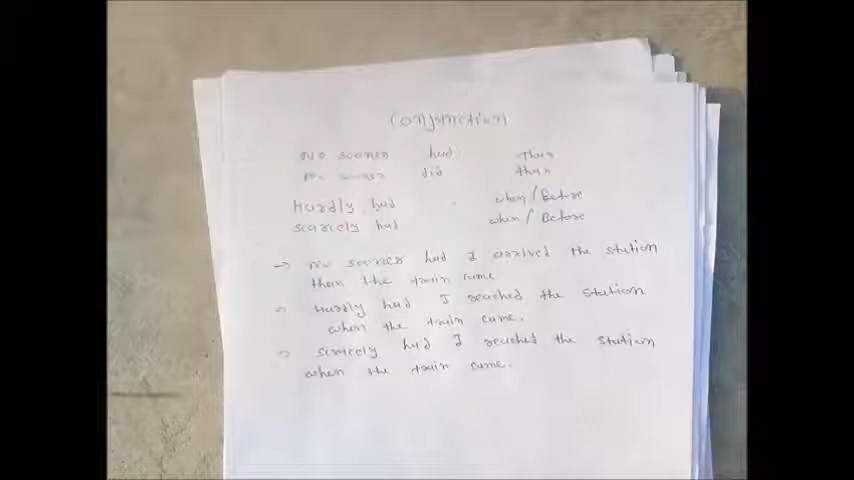 Conjunction
No sooner had than
No sooner did than
Hardly had - when/Before
scarcely had when/Before
→ No sooner had I arrived the station
than the train came
→ Hardly had I reached the station
when the train came.
→ scarcely had I reached the station
when the train came.